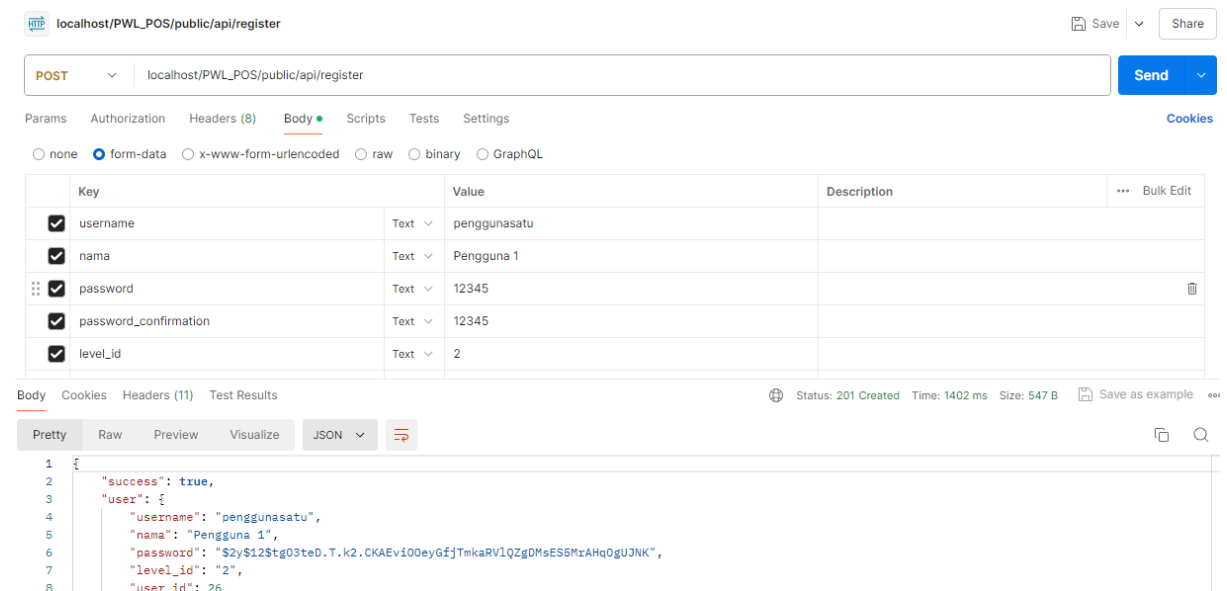 HTTP localhost/PWL_POS/public/api/register Save Share
POST localhost/PWL_POS/public/api/register Send
Params Authorization Headers (8) Body Scripts Tests Settings Cookies
none form-data x-www-form-urlencoded raw binary GraphQL
Key Value Description Bulk Edit
username Text penggunasatu
nama Text Pengguna 1
password Text 12345
password_confirmation Text 12345
level_id Text 2
Body Cookies Headers (11) Test Results Status: 201 Created Time: 1402 ms Size: 547 B Save as example
Pretty Raw Preview Visualize JSON
1 {
2 "success": true,
3 "user": {
4 "username": "penggunasatu",
5 "nama": "Pengguna 1",
6 "password": "$2y$12$tgO3teD.T.k2.CKAEviOOeyGfjTmkaRVlQZgDMsES5MrAHqOgUJNK",
7 "level_id": "2",
8 "user_id": 26